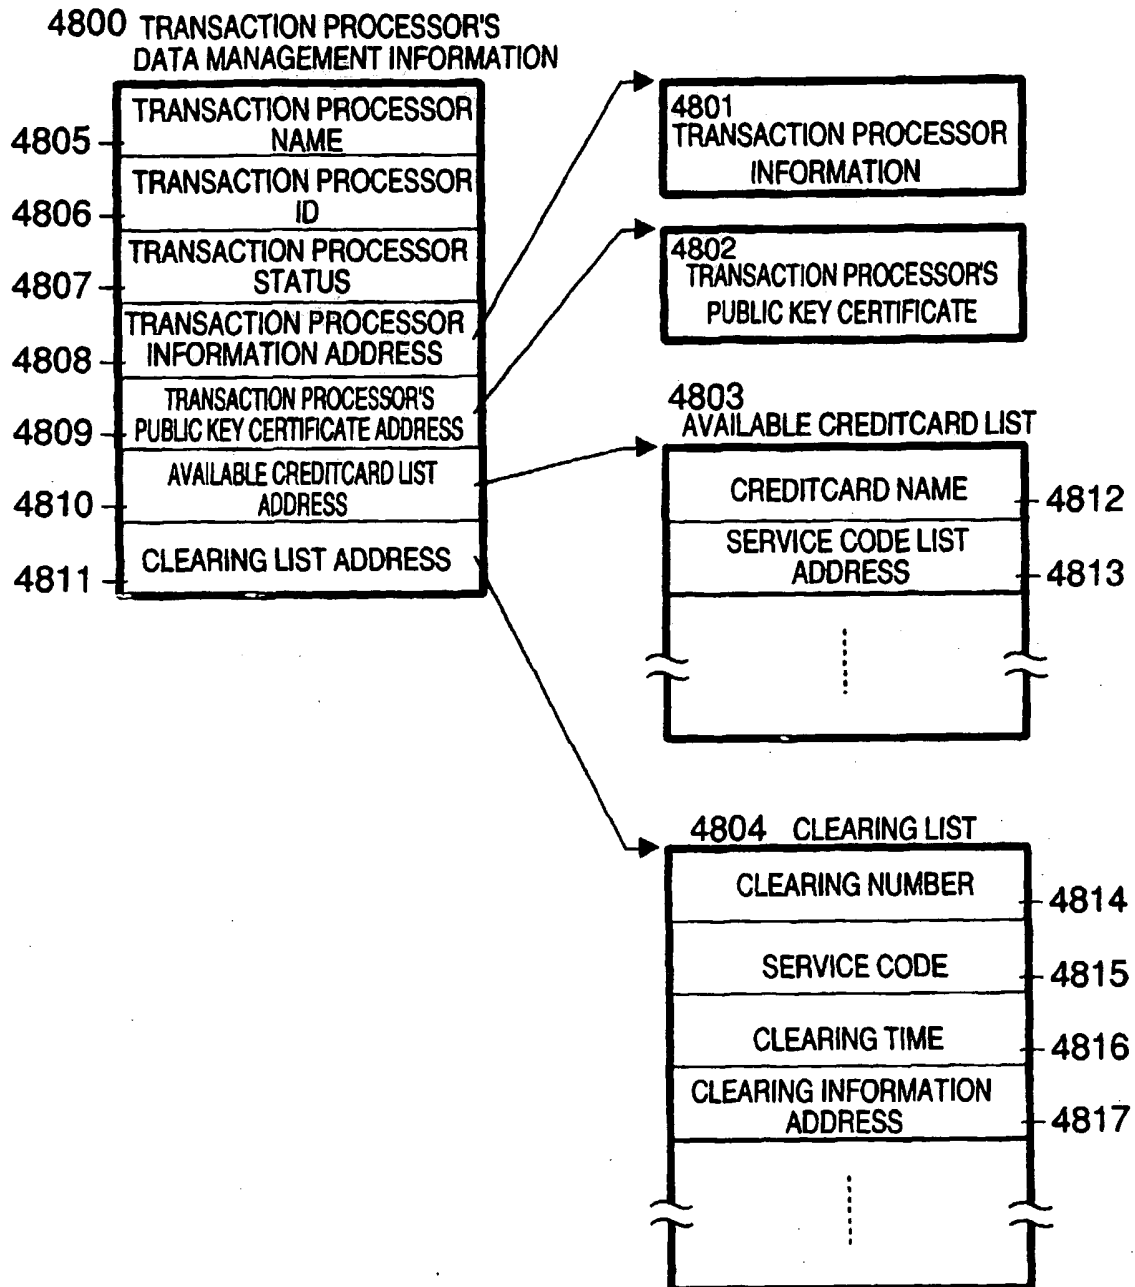 4800 TRANSACTION PROCESSOR'S
DATA MANAGEMENT INFORMATION
TRANSACTION PROCESSOR
NAME
4805
TRANSACTION PROCESSOR
ID
4806
TRANSACTION PROCESSOR
STATUS
4807
TRANSACTION PROCESSOR
INFORMATION ADDRESS
4808
TRANSACTION PROCESSOR'S
PUBLIC KEY CERTIFICATE ADDRESS
4809
AVAILABLE CREDITCARD LIST
ADDRESS
4810
CLEARING LIST ADDRESS
4811
4801
TRANSACTION PROCESSOR
INFORMATION
4802
TRANSACTION PROCESSOR'S
PUBLIC KEY CERTIFICATE
4803
AVAILABLE CREDITCARD LIST
CREDITCARD NAME
4812
SERVICE CODE LIST
ADDRESS
4813
4804 CLEARING LIST
CLEARING NUMBER
4814
SERVICE CODE
4815
CLEARING TIME
4816
CLEARING INFORMATION
ADDRESS
4817